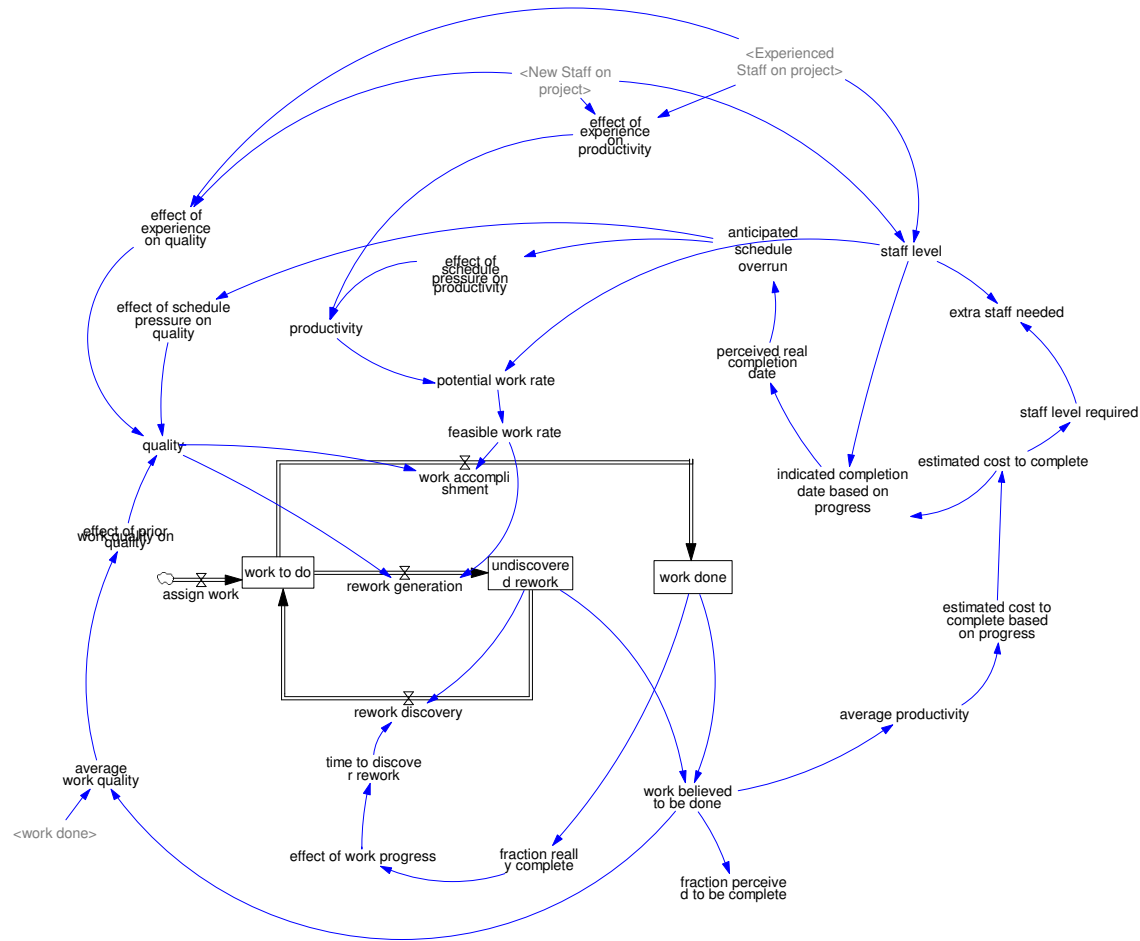 <Experienced
Staff on project>
<New Staff on
project>
effect of
experience
on
productivity
effect of
experience
on quality
anticipated
schedule
overrun
staff level
effect of
schedule
pressure on
productivity
effect of schedule
pressure on
quality
productivity
extra staff needed
perceived real
completion
date
potential work rate
staff level required
feasible work rate
quality
estimated cost to complete
work accompli
shment
indicated completion
date based on
progress
effect of prior
work quality on
quality
work to do
undiscovere
d rework
work done
assign work
rework generation
estimated cost to
complete based
on progress
rework discovery
average productivity
time to discove
r rework
average
work quality
work believed
to be done
<work done>
effect of work progress
fraction reall
y complete
fraction perceive
d to be complete